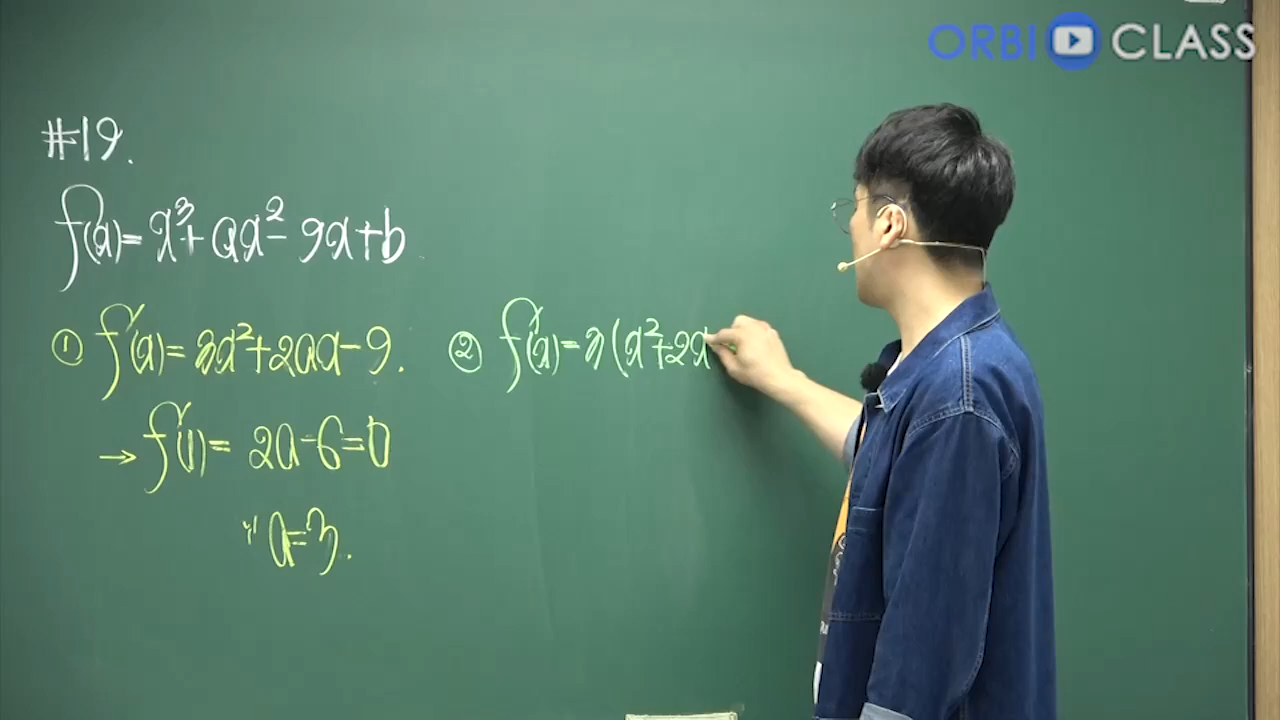 ORBI CLASS
#19.
f(x)= x³+ax²-9x+b
① f'(x)= 3x²+2ax-9.
→ f'(1)= 2a-6=0
∴ a=3.
② f'(x)= 3(x²+2x